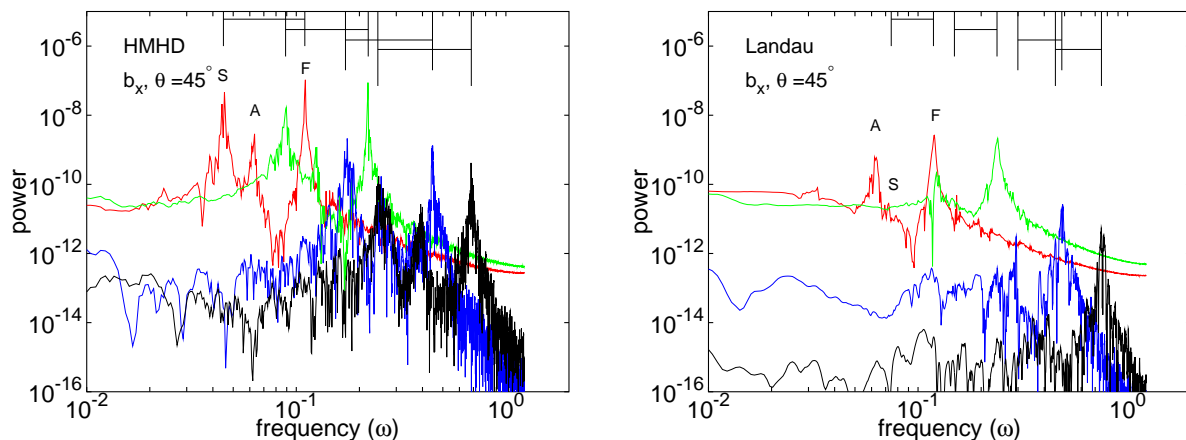 HMHD
b_x, θ =45°
S
A
F
10^-6
10^-8
10^-10
10^-12
10^-14
10^-16
power
10^-2
10^-1
10^0
frequency (ω)
Landau
b_x, θ =45°
A
S
F
10^-6
10^-8
10^-10
10^-12
10^-14
10^-16
power
10^-2
10^-1
10^0
frequency (ω)